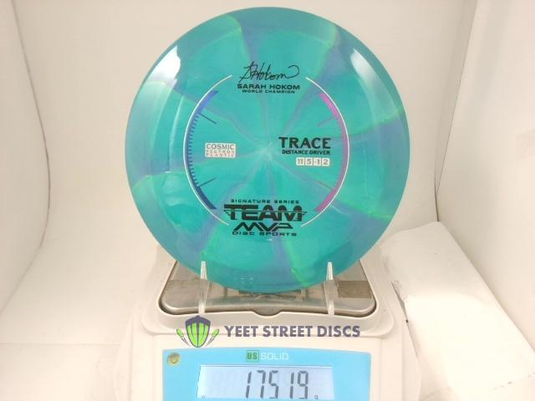 SHokom
SARAH HOKOM
WORLD CHAMPION
COSMIC
NEUTRON
PLASTIC
TRACE
DISTANCE DRIVER
11 5 -1 2
SIGNATURE SERIES
TEAM
MVP
DISC SPORTS
YEET STREET DISCS
US SOLID
175.19 g